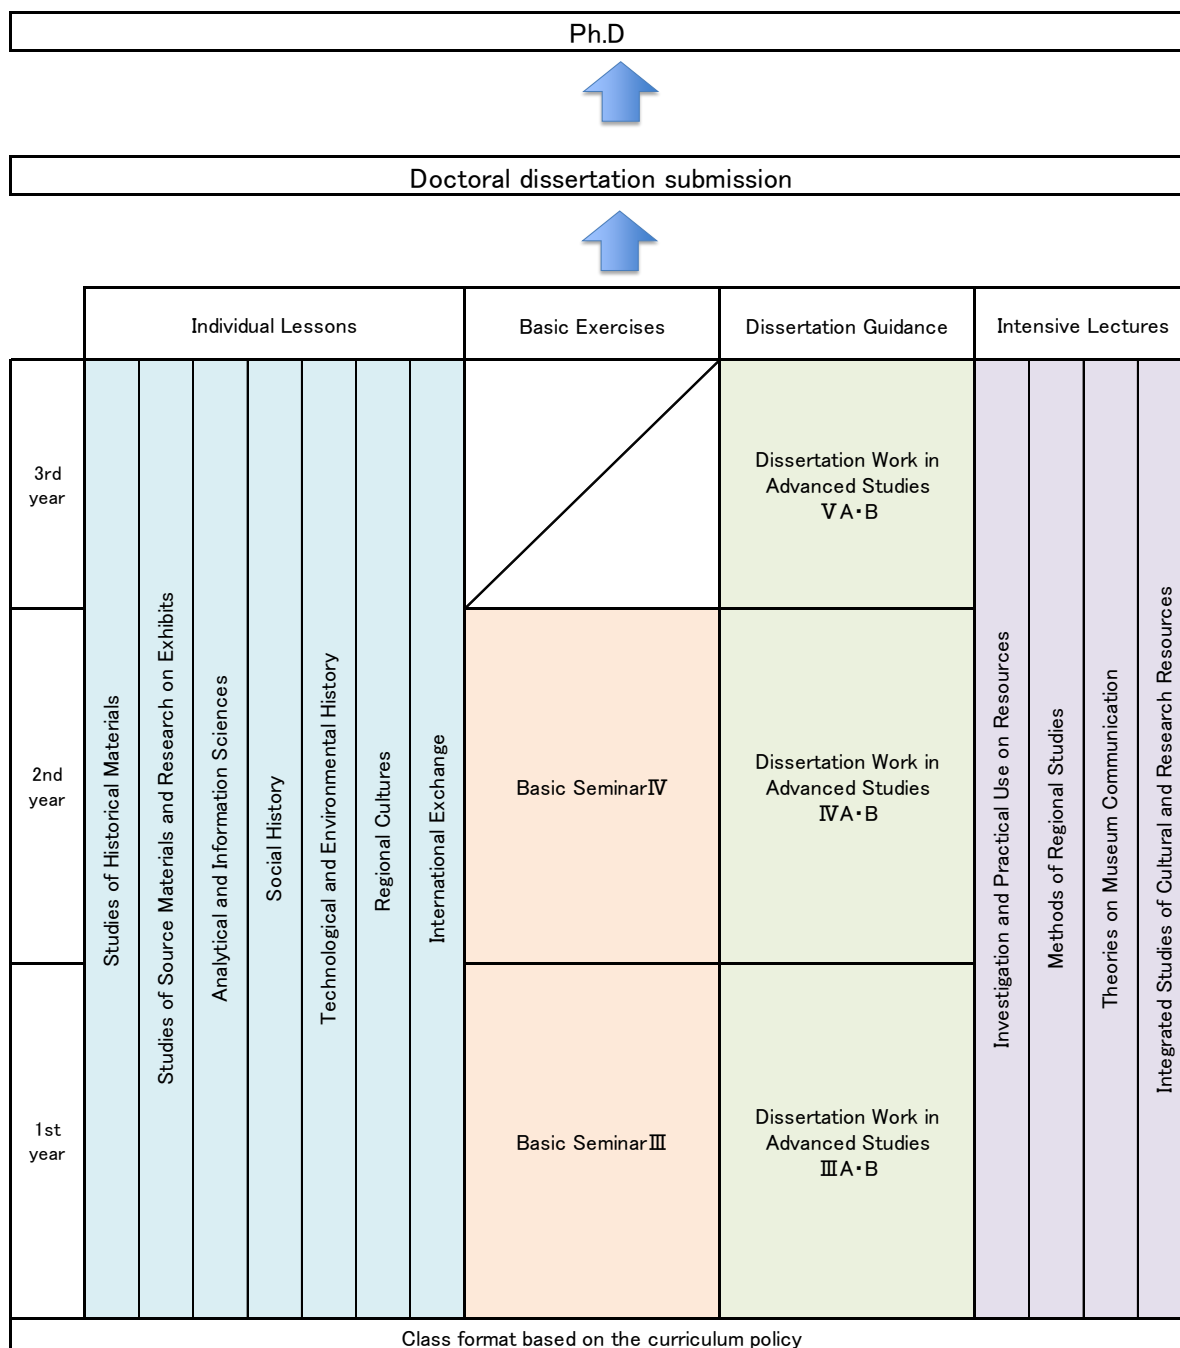 Ph.D
Doctoral dissertation submission
Individual Lessons
Basic Exercises
Dissertation Guidance
Intensive Lectures
3rd
year
2nd
year
1st
year
Studies of Historical Materials
Studies of Source Materials and Research on Exhibits
Analytical and Information Sciences
Social History
Technological and Environmental History
Regional Cultures
International Exchange
Basic SeminarⅣ
Basic SeminarⅢ
Dissertation Work in
Advanced Studies
ⅤA・B
Dissertation Work in
Advanced Studies
ⅣA・B
Dissertation Work in
Advanced Studies
ⅢA・B
Investigation and Practical Use on Resources
Methods of Regional Studies
Theories on Museum Communication
Integrated Studies of Cultural and Research Resources
Class format based on the curriculum policy